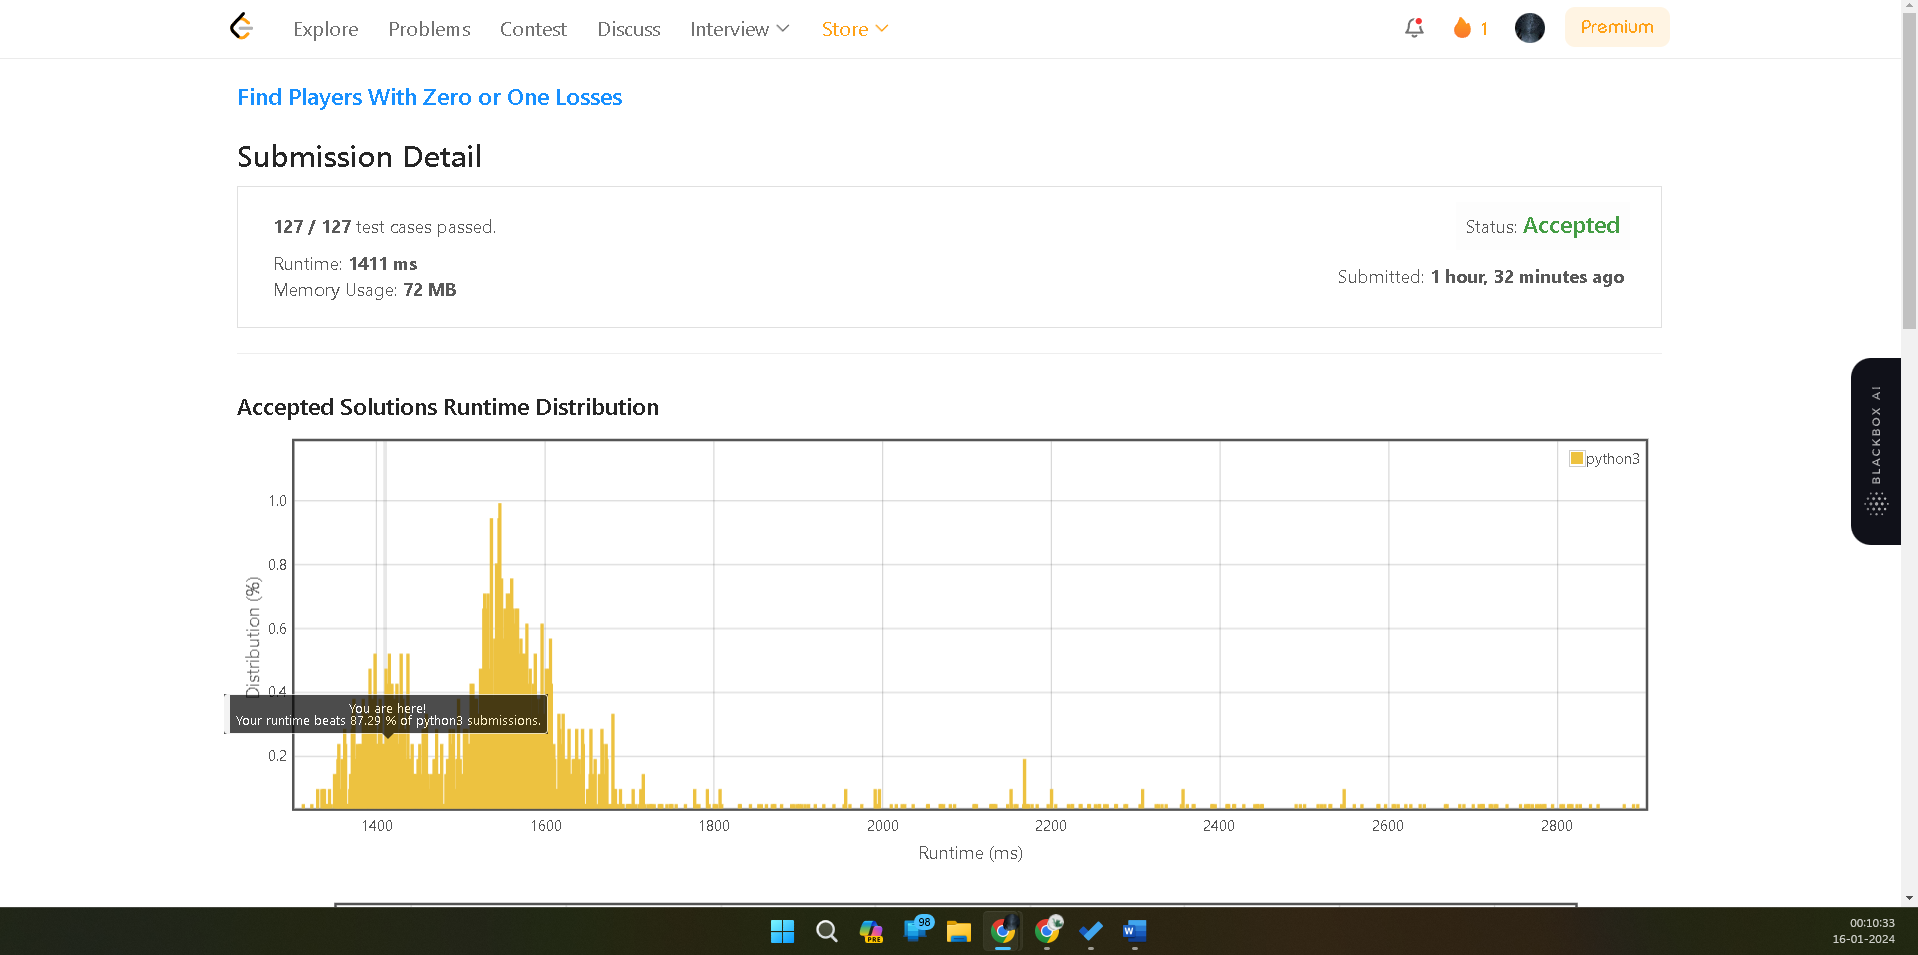 Explore Problems Contest Discuss Interview Store 1 Premium
Find Players With Zero or One Losses
Submission Detail
127 / 127 test cases passed.
Status: Accepted
Runtime: 1411 ms
Submitted: 1 hour, 32 minutes ago
Memory Usage: 72 MB
Accepted Solutions Runtime Distribution
python3
1.0
0.8
0.6
0.4
0.2
Distribution (%)
You are here!
Your runtime beats 87.29 % of python3 submissions.
1400 1600 1800 2000 2200 2400 2600 2800
Runtime (ms)
BLACKBOX AI
PRE
98
W
00:10:33
16-01-2024